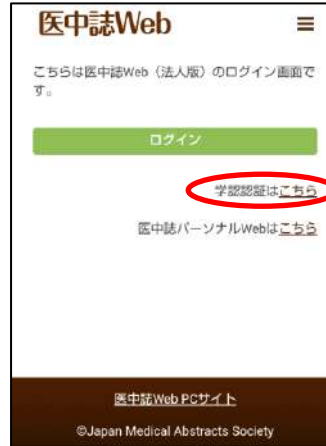 医中誌Web
こちらは医中誌Web（法人版）のログイン画面で
す。
ログイン
学認認証はこちら
医中誌パーソナルWebはこちら
医中誌Web PCサイト
©Japan Medical Abstracts Society